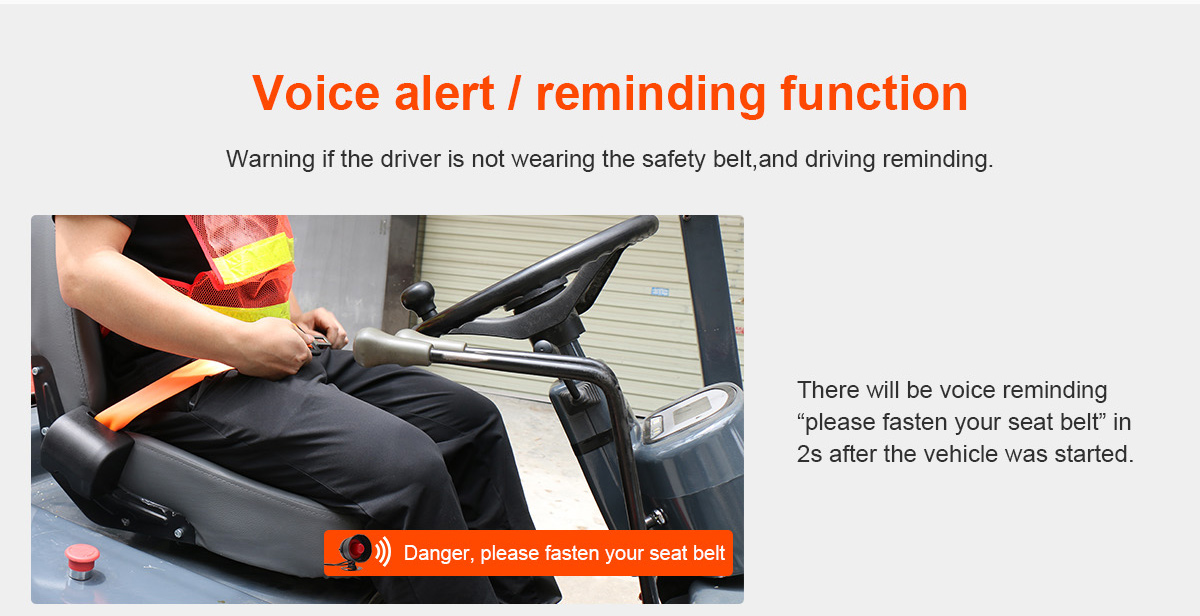 Voice alert / reminding function
Warning if the driver is not wearing the safety belt,and driving reminding.
There will be voice reminding
“please fasten your seat belt” in
2s after the vehicle was started.
Danger, please fasten your seat belt